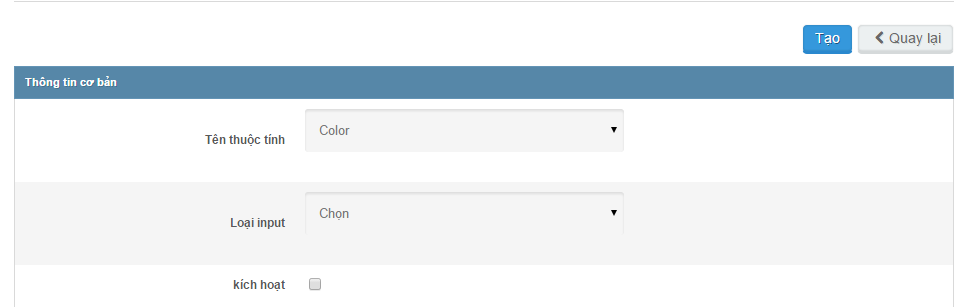 Tạo
Quay lại
Thông tin cơ bản
Tên thuộc tính
Color
Loại input
Chọn
kích hoạt